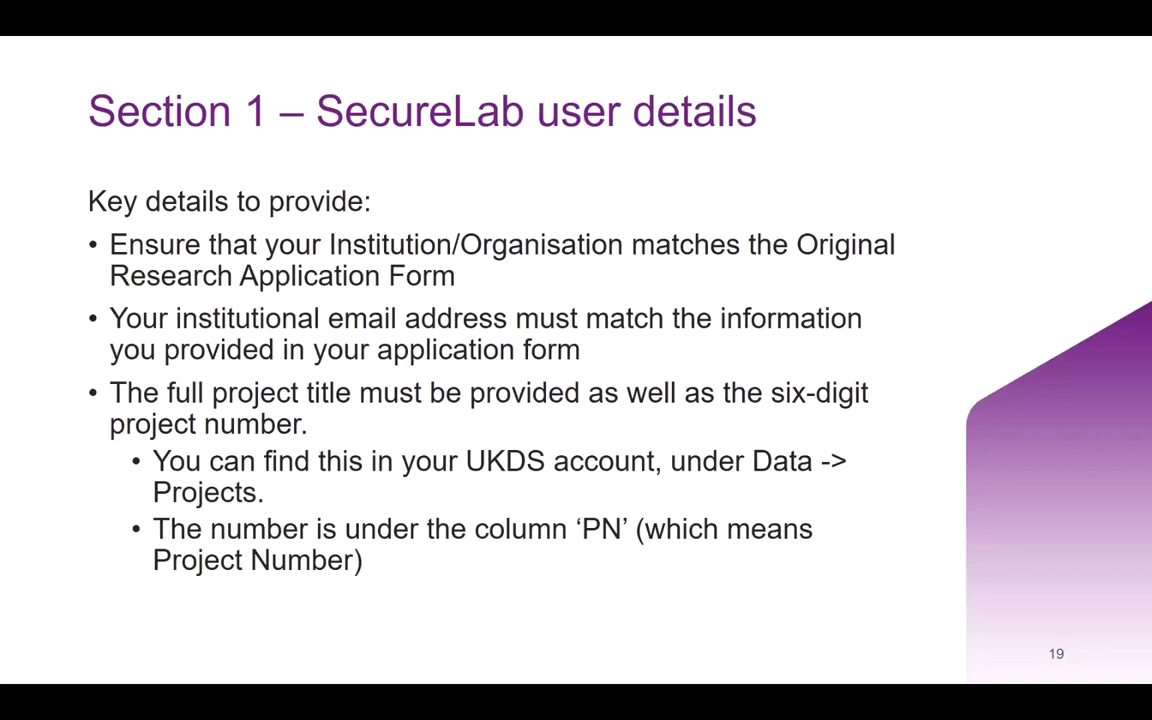 Section 1 – SecureLab user details
Key details to provide:
• Ensure that your Institution/Organisation matches the Original
Research Application Form
• Your institutional email address must match the information
you provided in your application form
• The full project title must be provided as well as the six-digit
project number.
• You can find this in your UKDS account, under Data ->
Projects.
• The number is under the column ‘PN’ (which means
Project Number)
19